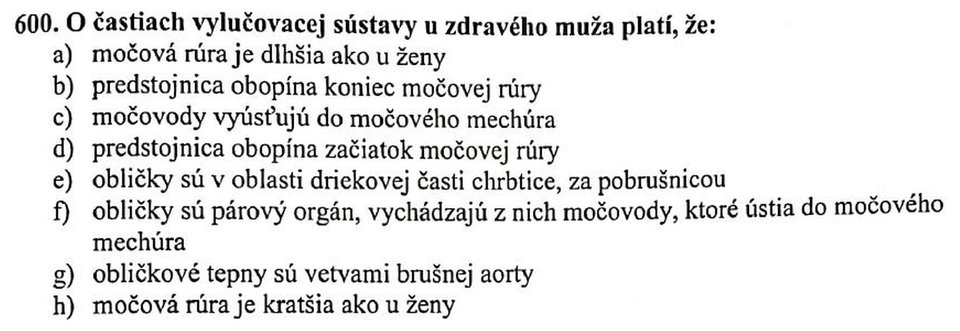 600. O častiach vylučovacej sústavy u zdravého muža platí, že:
a) močová rúra je dlhšia ako u ženy
b) predstojnica obopína koniec močovej rúry
c) močovody vyúsťujú do močového mechúra
d) predstojnica obopína začiatok močovej rúry
e) obličky sú v oblasti driekovej časti chrbtice, za pobrušnicou
f) obličky sú párový orgán, vychádzajú z nich močovody, ktoré ústia do močového
mechúra
g) obličkové tepny sú vetvami brušnej aorty
h) močová rúra je kratšia ako u ženy